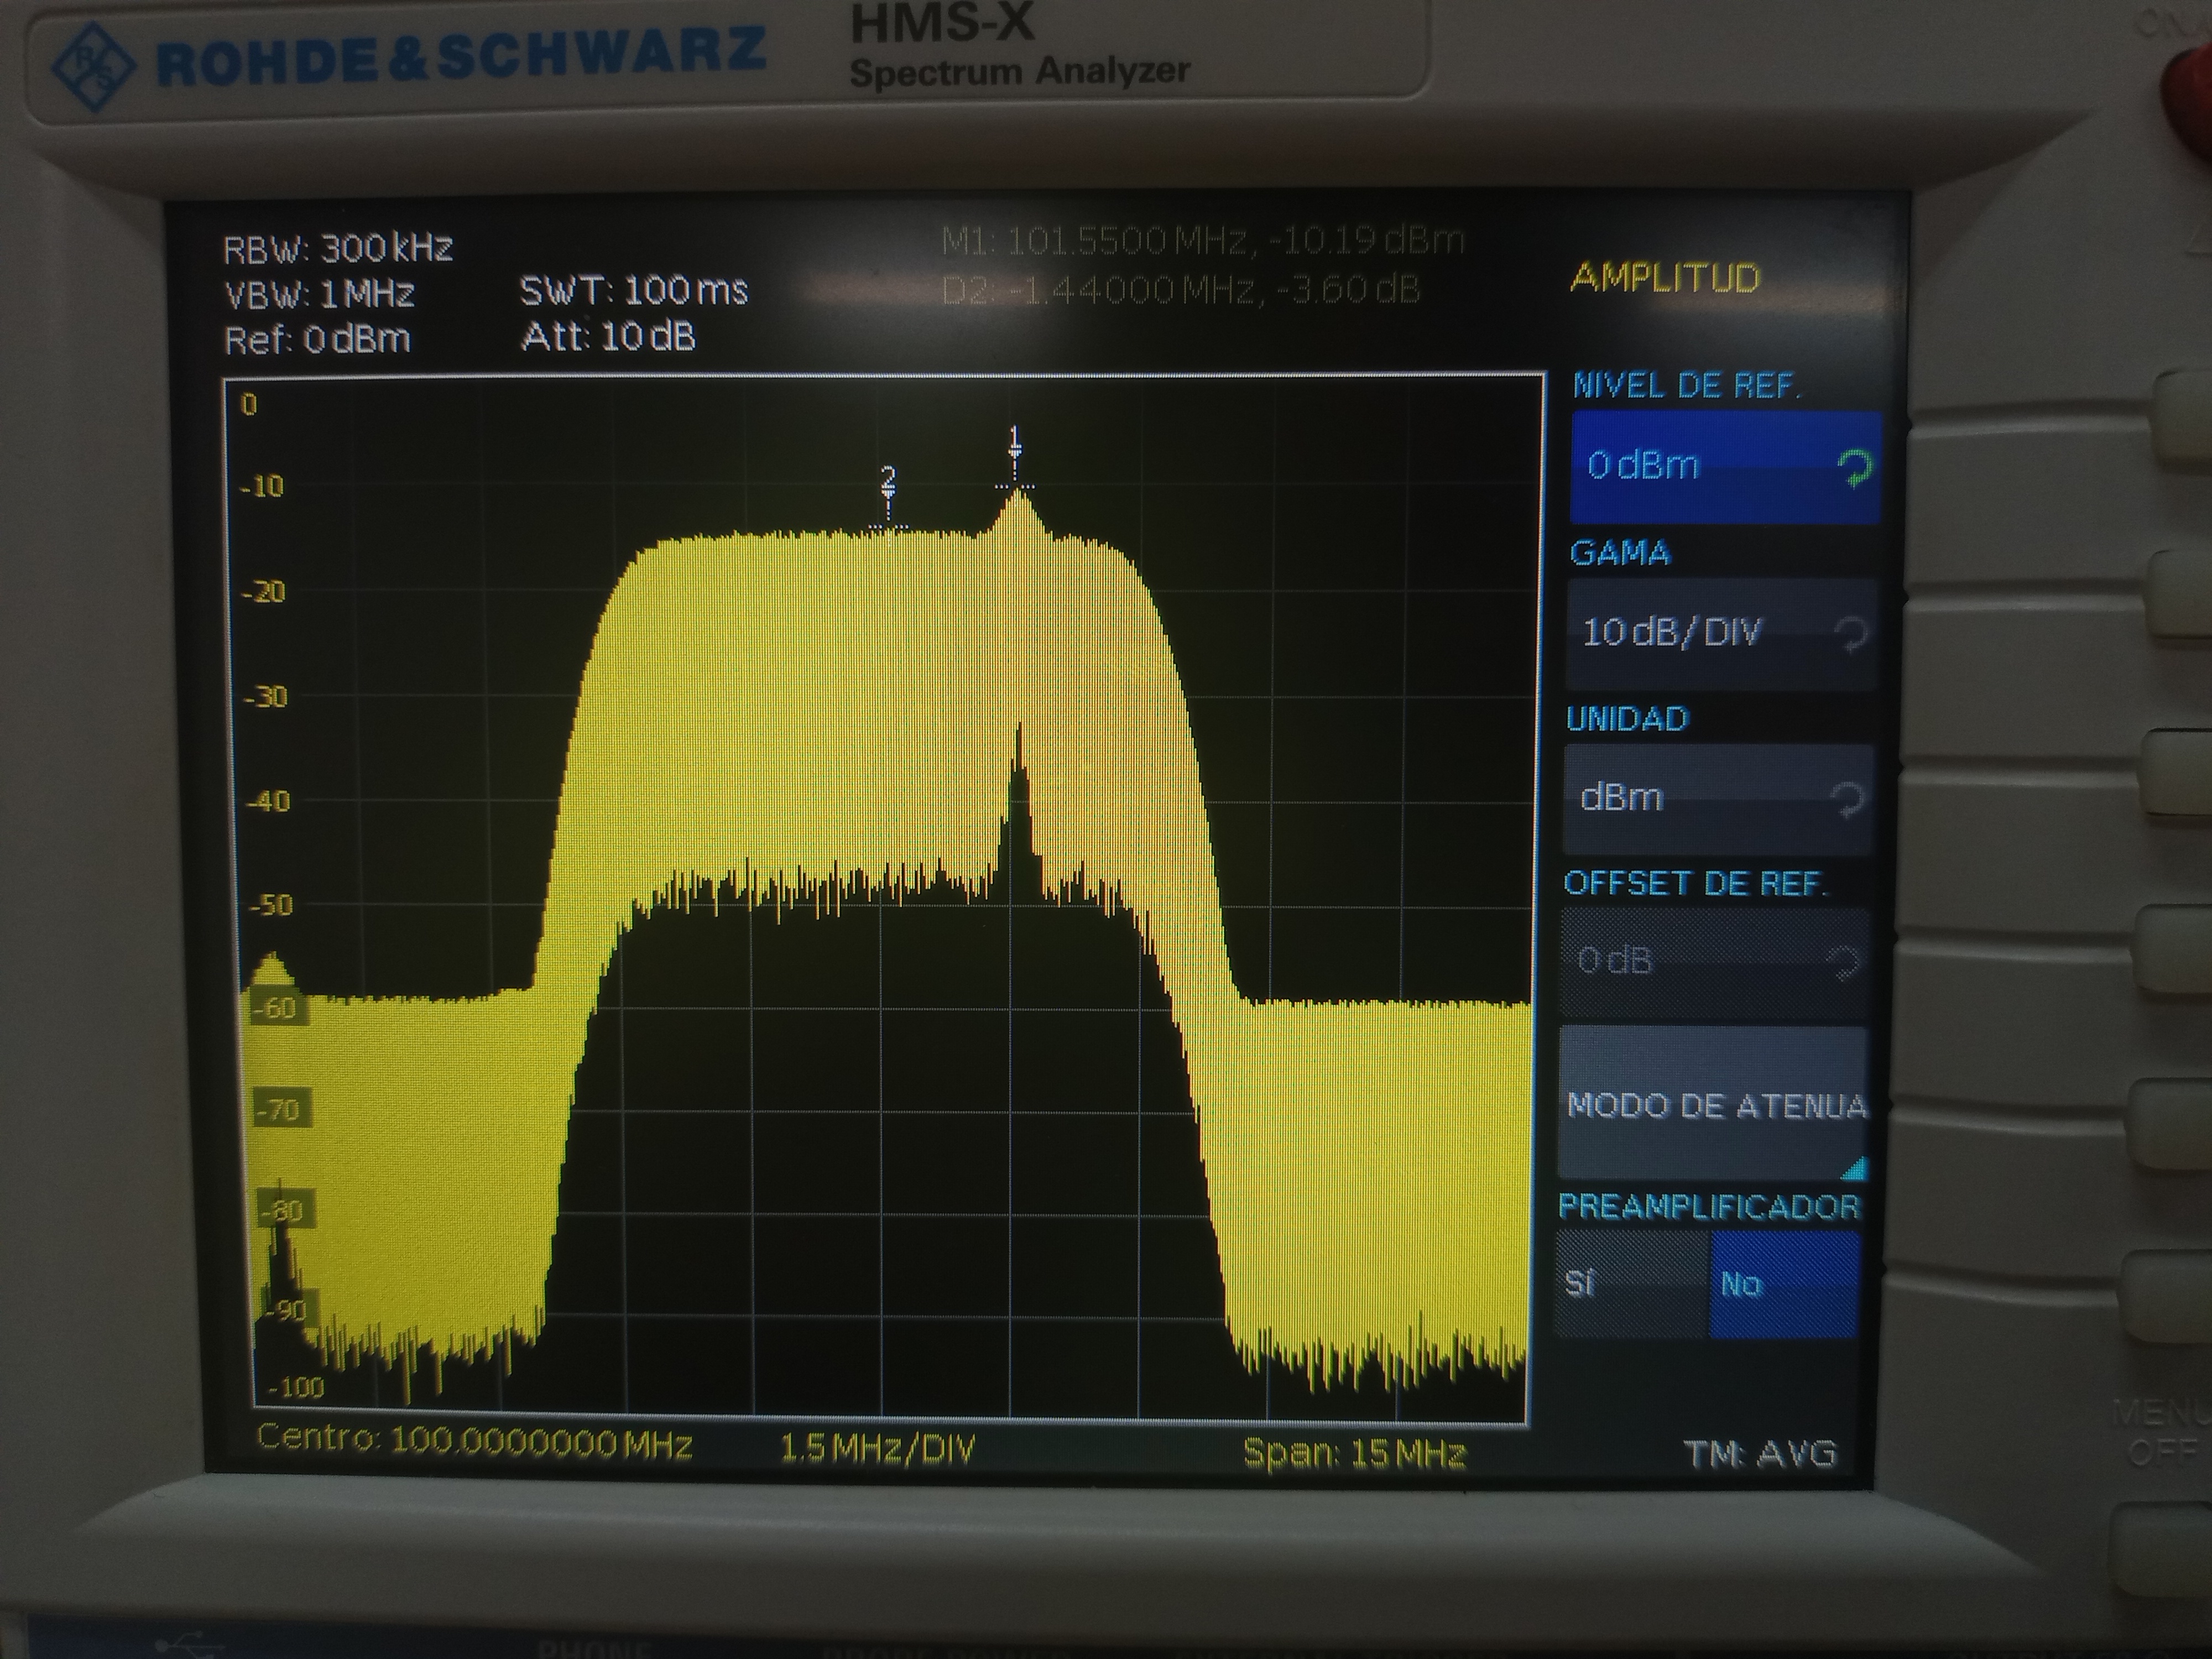 ROHDE & SCHWARZ
HMS-X
Spectrum Analyzer
RBW: 300 kHz
VBW: 1 MHz
SWT: 100 ms
Ref: 0 dBm
Att: 10 dB
M1: 101.5500 MHz, -10.19 dBm
D2: -1.44000 MHz, -3.60 dB
AMPLITUD
NIVEL DE REF.
0 dBm
GAMA
10 dB/DIV
UNIDAD
dBm
OFFSET DE REF.
0 dB
MODO DE ATENUA
PREAMPLIFICADOR
Sí
No
0
-10
-20
-30
-40
-50
-60
-70
-80
-90
-100
2
1
Centro: 100.0000000 MHz
1.5 MHz/DIV
Span: 15 MHz
TM: AVG
MENU
OFF
PHONE